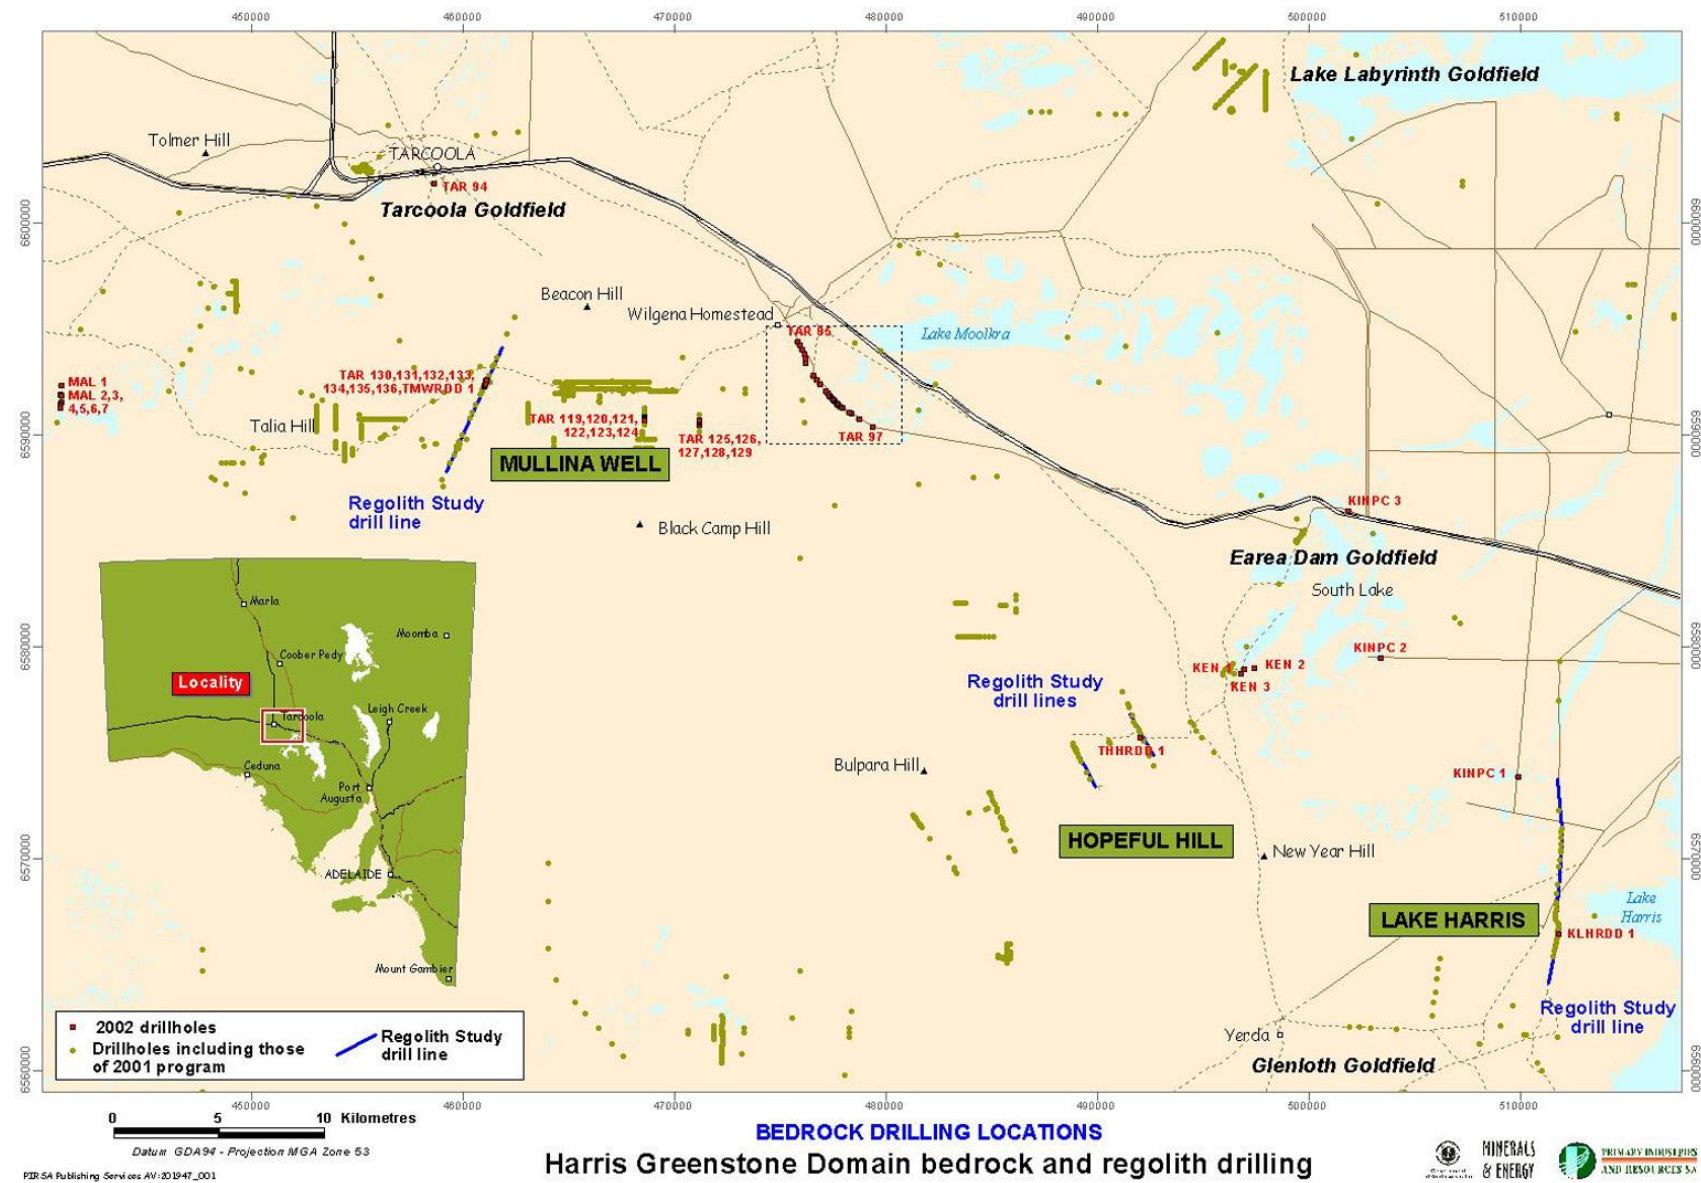 450000
460000
470000
480000
490000
500000
510000
Lake Labyrinth Goldfield
Tolmer Hill
TARCOOLA
TAR 94
Tarcoola Goldfield
6600000
6600000
Beacon Hill
Wilgena Homestead
TAR 95
Lake Moolkra
MAL 1
MAL 2,3,
4,5,6,7
TAR 130,131,132,133,
134,135,136,TMWRDD 1
Talia Hill
TAR 119,120,121,
122,123,124
TAR 125,126,
127,128,129
TAR 97
6590000
6590000
MULLINA WELL
Regolith Study
drill line
Black Camp Hill
KINPC 3
Earea Dam Goldfield
South Lake
6580000
6580000
KINPC 2
KEN 1
KEN 2
KEN 3
Regolith Study
drill lines
THHRDD 1
Bulpara Hill
KINPC 1
HOPEFUL HILL
New Year Hill
6570000
6570000
LAKE HARRIS
Lake
Harris
KLHRDD 1
Regolith Study
drill line
Yerda
Glenloth Goldfield
6560000
6560000
Marla
Moomba
Coober Pedy
Locality
Tarcoola
Leigh Creek
Ceduna
Port
Augusta
ADELAIDE
Mount Gambier
2002 drillholes
Drillholes including those
of 2001 program
Regolith Study
drill line
450000
460000
470000
480000
490000
500000
510000
0 5 10 Kilometres
Datum GDA94 - Projection MGA Zone 53
PIRSA Publishing Services AV:201947_001
BEDROCK DRILLING LOCATIONS
Harris Greenstone Domain bedrock and regolith drilling
MINERALS
& ENERGY
PRIMARY INDUSTRIES
AND RESOURCES SA